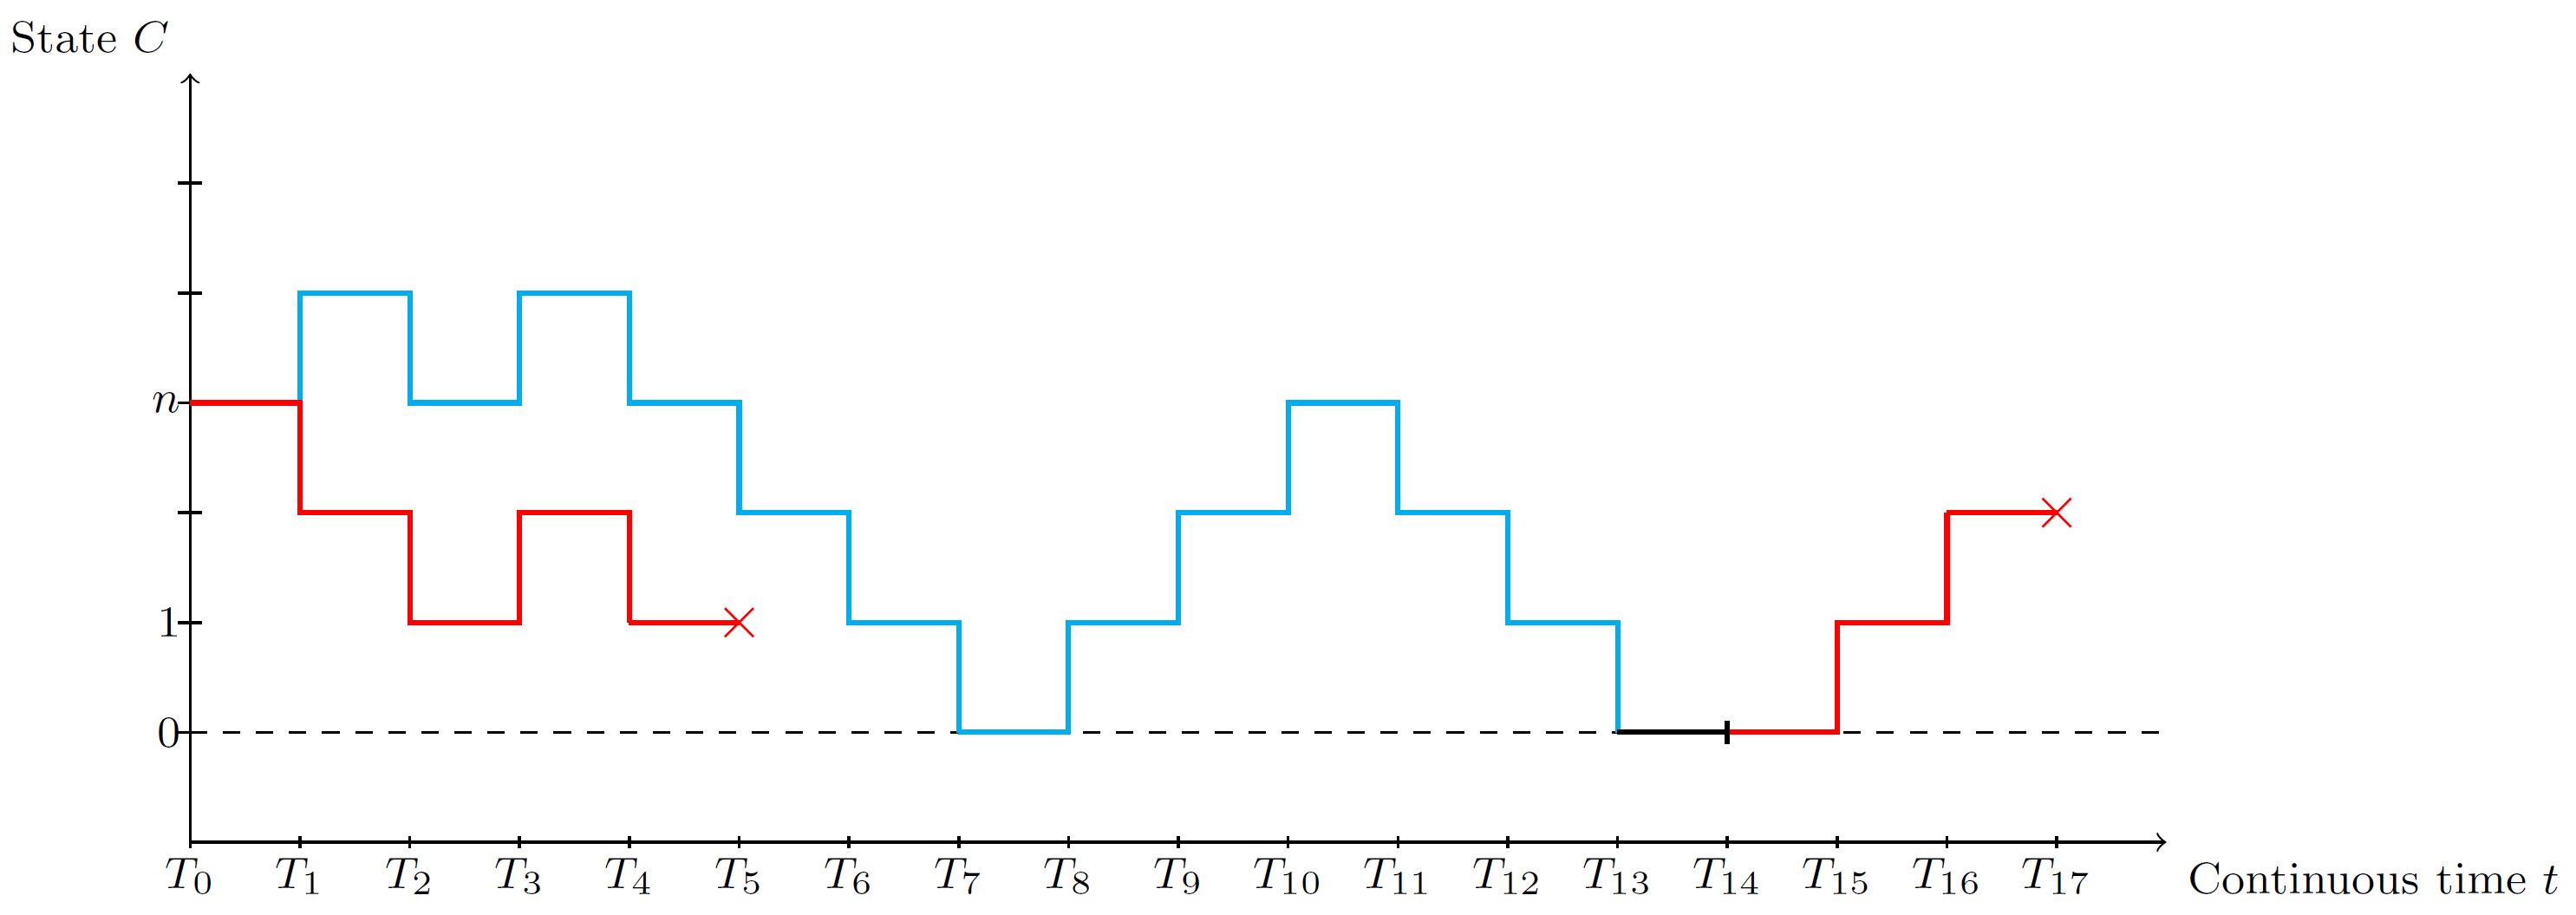 State C
n
1
0
T₀ T₁ T₂ T₃ T₄ T₅ T₆ T₇ T₈ T₉ T₁₀ T₁₁ T₁₂ T₁₃ T₁₄ T₁₅ T₁₆ T₁₇
Continuous time t